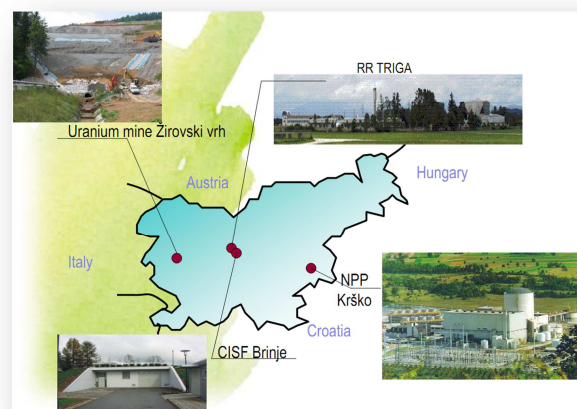 RR TRIGA
Uranium mine Žirovski vrh
Hungary
Austria
Italy
NPP
Krško
Croatia
CISF Brinje